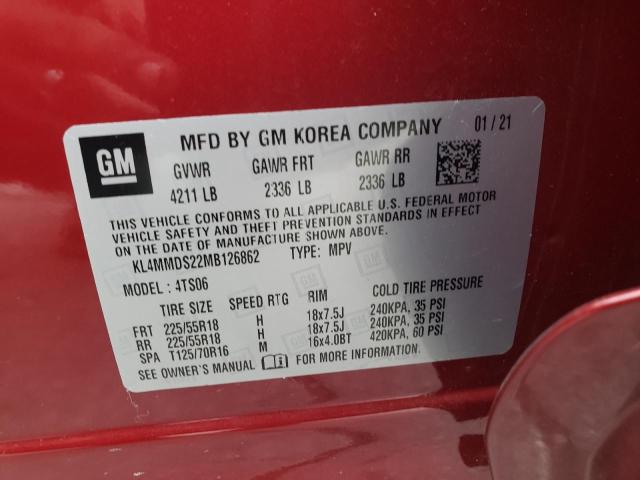 GM
MFD BY GM KOREA COMPANY 01/21
GVWR GAWR FRT GAWR RR
4211 LB 2336 LB 2336 LB
THIS VEHICLE CONFORMS TO ALL APPLICABLE U.S. FEDERAL MOTOR
VEHICLE SAFETY AND THEFT PREVENTION STANDARDS IN EFFECT
ON THE DATE OF MANUFACTURE SHOWN ABOVE.
KL4MMDS22MB126862 TYPE: MPV
MODEL: 4TS06
TIRE SIZE SPEED RTG RIM COLD TIRE PRESSURE
FRT 225/55R18 H 18x7.5J 240KPA, 35 PSI
RR 225/55R18 H 18x7.5J 240KPA, 35 PSI
SPA T125/70R16 M 16x4.0BT 420KPA, 60 PSI
SEE OWNER'S MANUAL FOR MORE INFORMATION.